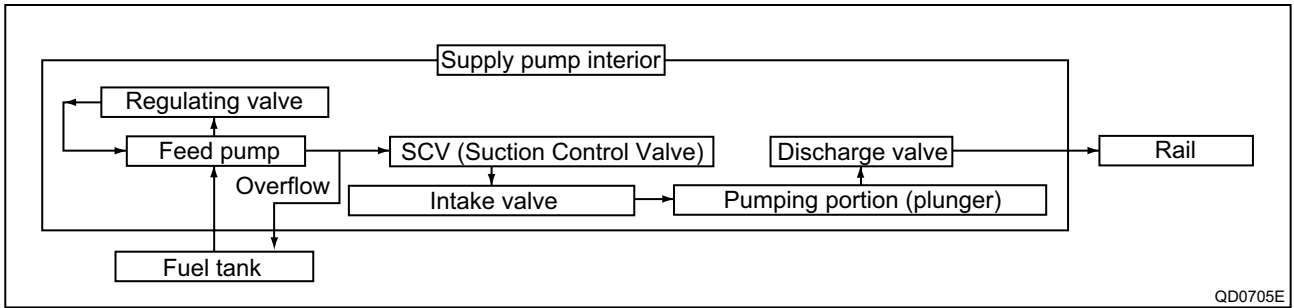 Supply pump interior
Regulating valve
Feed pump
SCV (Suction Control Valve)
Discharge valve
Rail
Overflow
Intake valve
Pumping portion (plunger)
Fuel tank
QD0705E